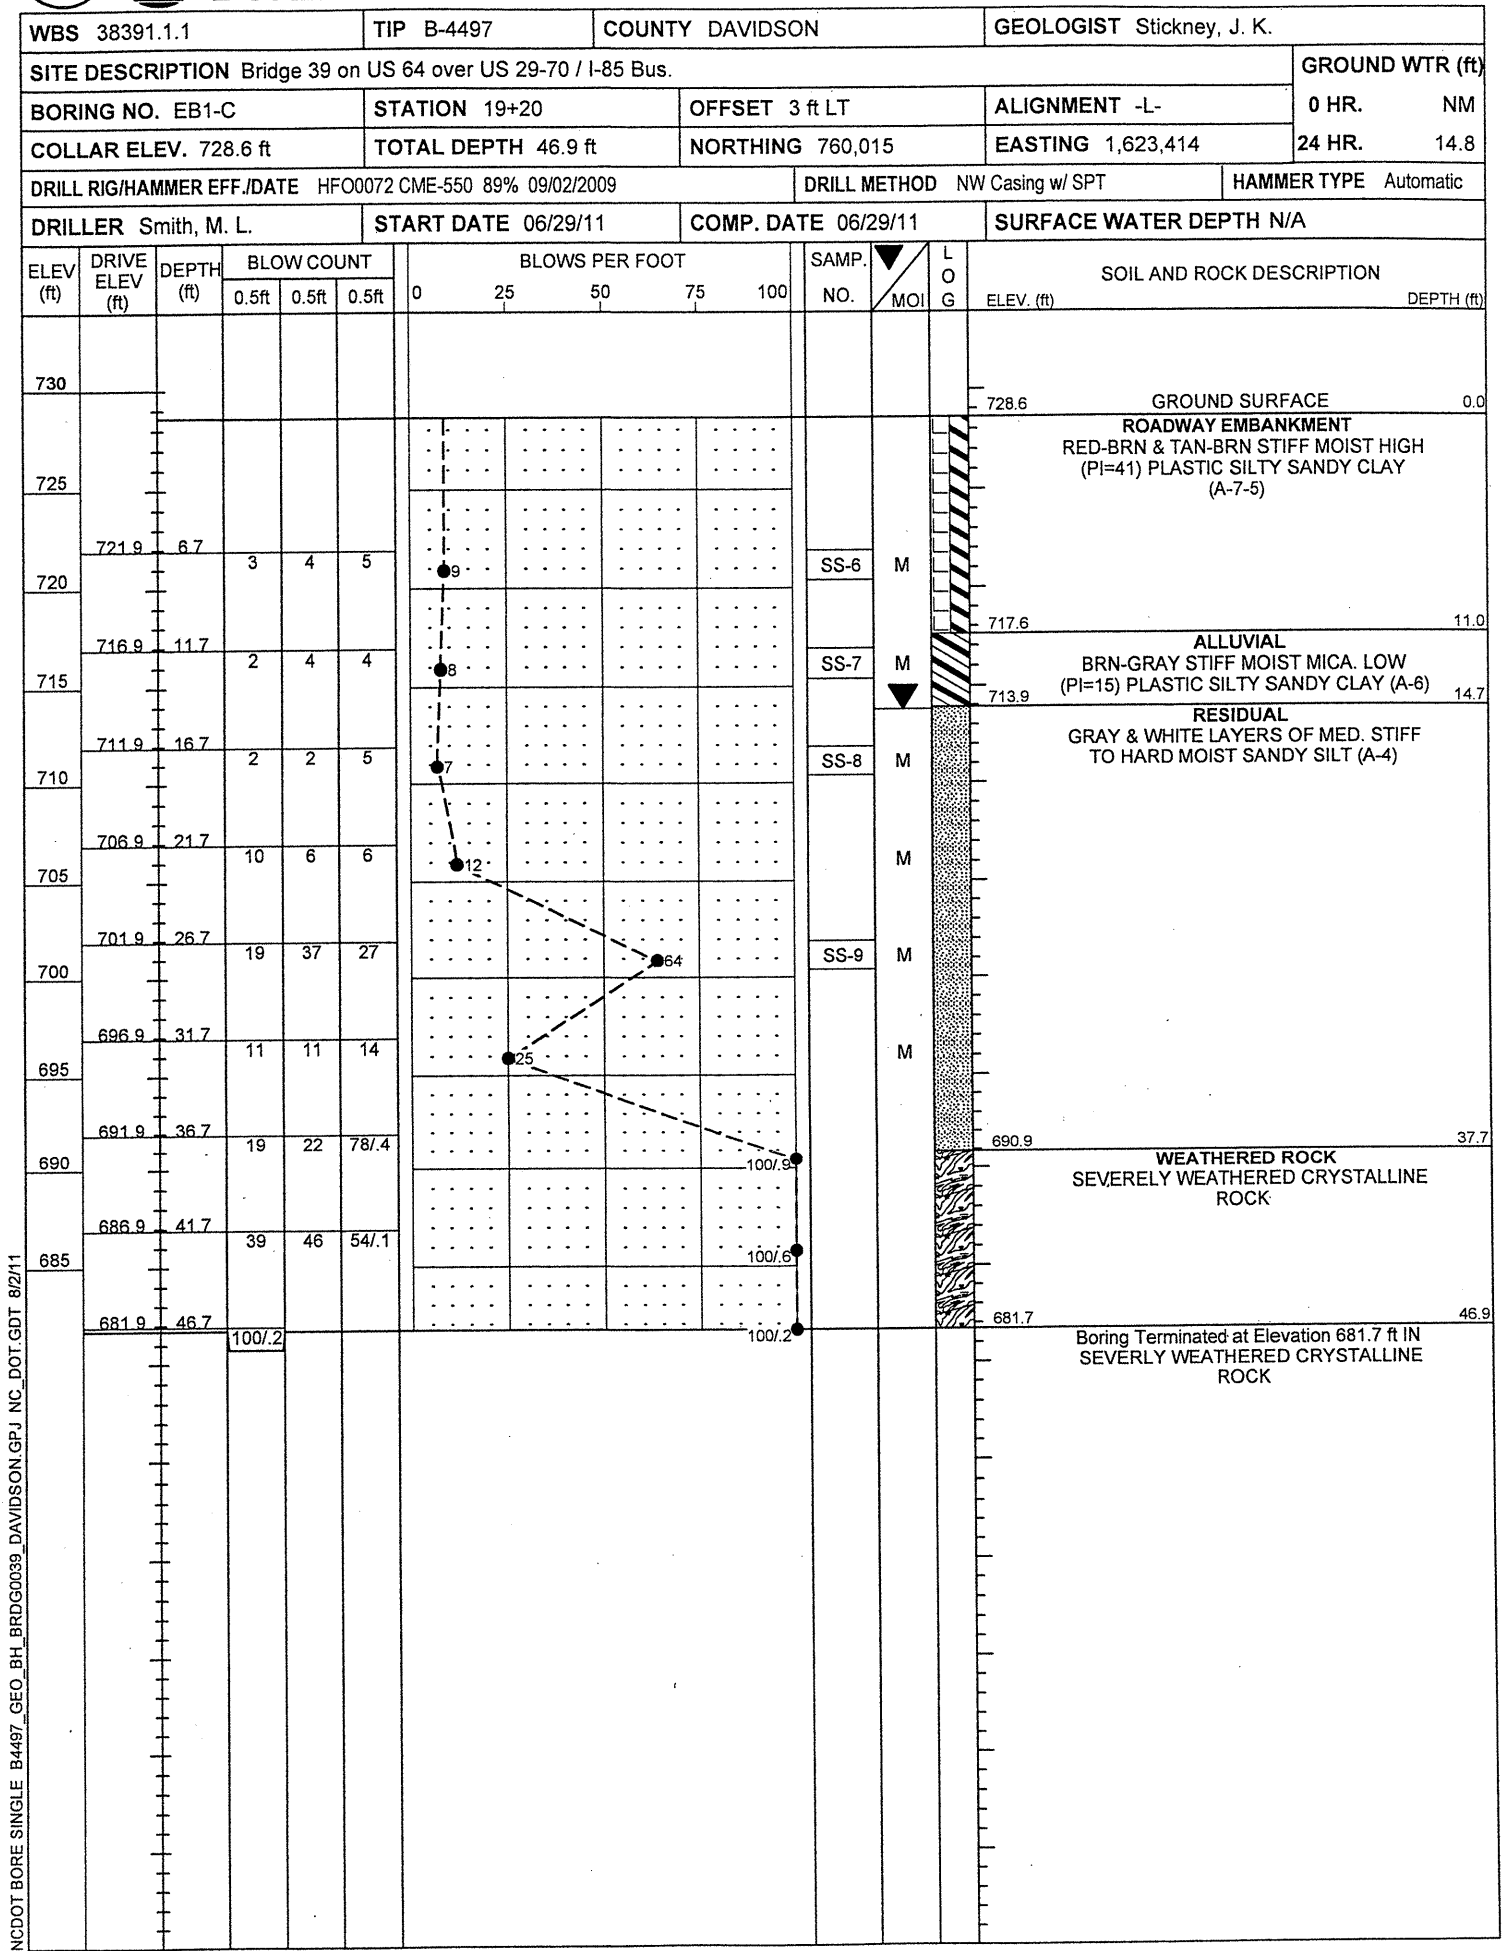 WBS 38391.1.1 TIP B-4497 COUNTY DAVIDSON GEOLOGIST Stickney, J. K.
SITE DESCRIPTION Bridge 39 on US 64 over US 29-70 / I-85 Bus. GROUND WTR (ft)
BORING NO. EB1-C STATION 19+20 OFFSET 3 ft LT ALIGNMENT -L- 0 HR. NM
COLLAR ELEV. 728.6 ft TOTAL DEPTH 46.9 ft NORTHING 760,015 EASTING 1,623,414 24 HR. 14.8
DRILL RIG/HAMMER EFF./DATE HFO0072 CME-550 89% 09/02/2009 DRILL METHOD NW Casing w/ SPT HAMMER TYPE Automatic
DRILLER Smith, M. L. START DATE 06/29/11 COMP. DATE 06/29/11 SURFACE WATER DEPTH N/A
ELEV (ft) DRIVE ELEV (ft) DEPTH (ft) BLOW COUNT BLOWS PER FOOT SAMP. NO. MOI LOG SOIL AND ROCK DESCRIPTION
0.5ft 0.5ft 0.5ft 0 25 50 75 100 ELEV. (ft) DEPTH (ft)
730
728.6 GROUND SURFACE 0.0
ROADWAY EMBANKMENT
RED-BRN & TAN-BRN STIFF MOIST HIGH
(PI=41) PLASTIC SILTY SANDY CLAY
(A-7-5)
725
721.9 6.7 3 4 5 9 SS-6 M
720
717.6 11.0
ALLUVIAL
BRN-GRAY STIFF MOIST MICA. LOW
(PI=15) PLASTIC SILTY SANDY CLAY (A-6)
716.9 11.7 2 4 4 8 SS-7 M
715
713.9 14.7
RESIDUAL
GRAY & WHITE LAYERS OF MED. STIFF
TO HARD MOIST SANDY SILT (A-4)
711.9 16.7 2 2 5 7 SS-8 M
710
706.9 21.7 10 6 6 12 M
705
701.9 26.7 19 37 27 64 SS-9 M
700
696.9 31.7 11 11 14 25 M
695
691.9 36.7 19 22 78/.4 100/.9
690.9 37.7
690
WEATHERED ROCK
SEVERELY WEATHERED CRYSTALLINE
ROCK
686.9 41.7 39 46 54/.1 100/.6
685
681.9 46.7 100/.2 100/.2
681.7 46.9
Boring Terminated at Elevation 681.7 ft IN
SEVERLY WEATHERED CRYSTALLINE
ROCK
NCDOT BORE SINGLE B4497_GEO_BH_BRDG0039_DAVIDSON.GPJ NC_DOT.GDT 8/2/11